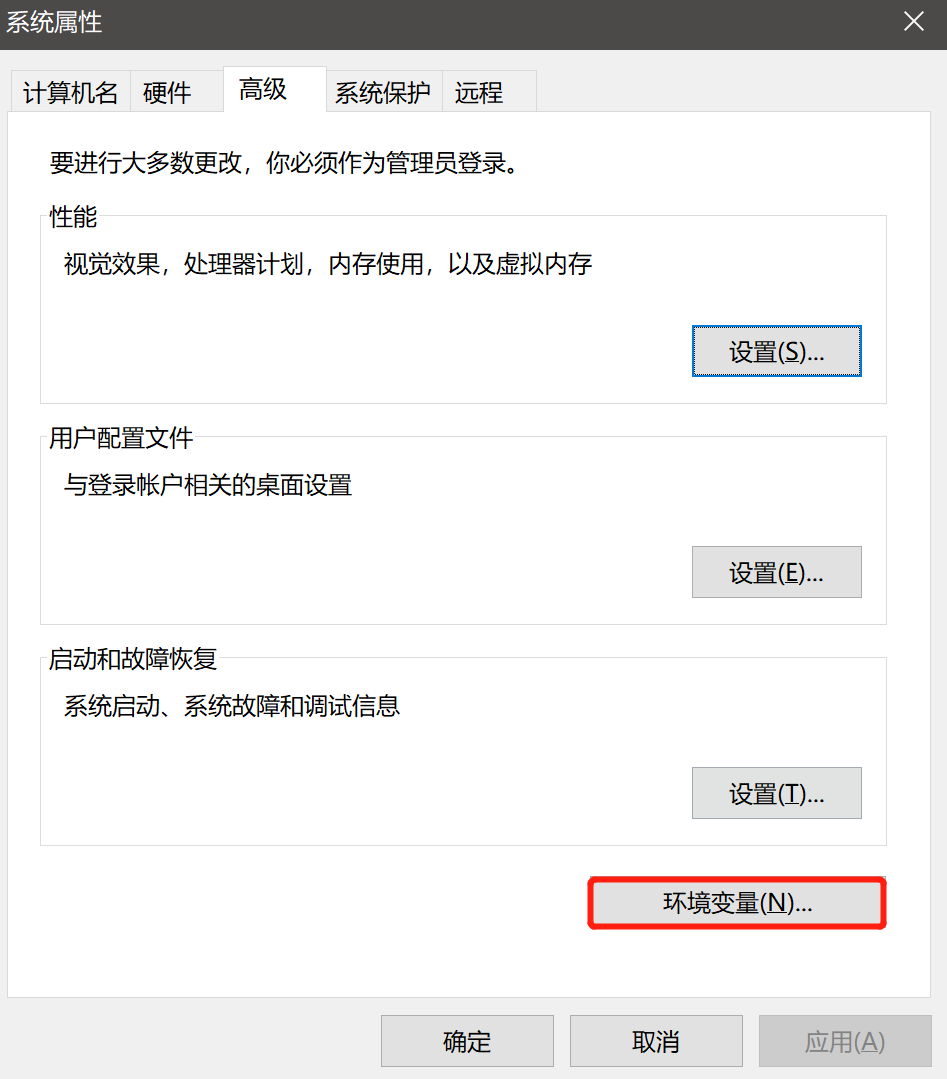 系统属性
计算机名 硬件 高级 系统保护 远程
要进行大多数更改，你必须作为管理员登录。
性能
视觉效果，处理器计划，内存使用，以及虚拟内存
设置(S)...
用户配置文件
与登录帐户相关的桌面设置
设置(E)...
启动和故障恢复
系统启动、系统故障和调试信息
设置(T)...
环境变量(N)...
确定 取消 应用(A)